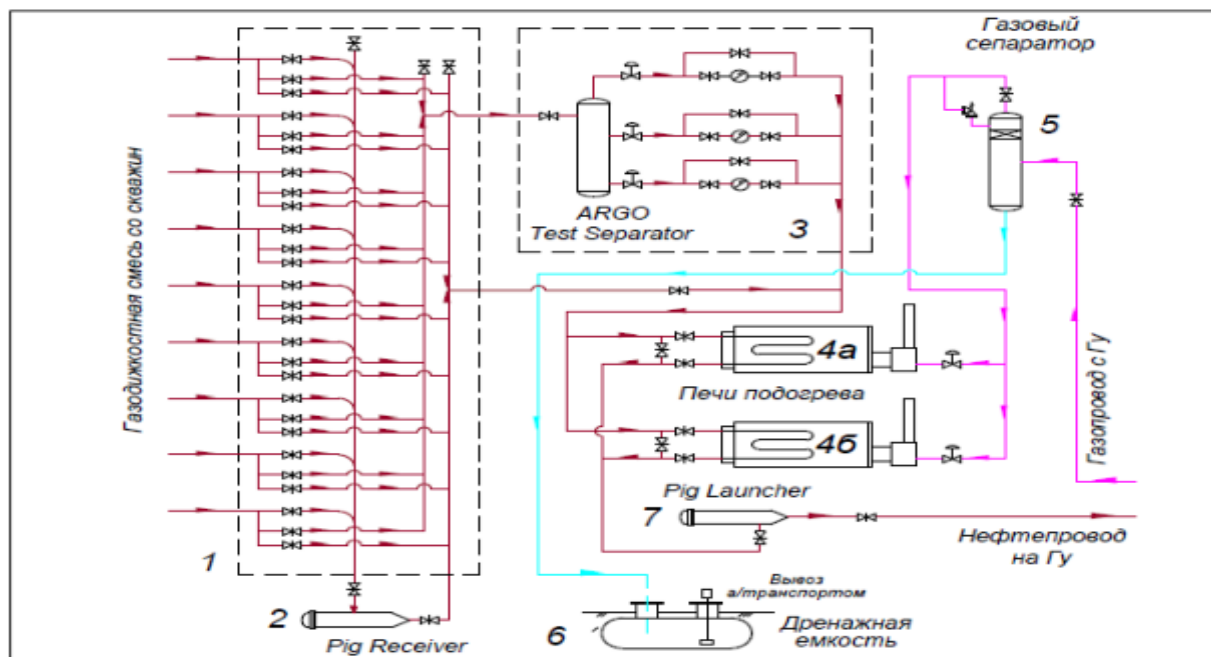 Газовый
сепаратор
5
Газодижкостная смесь со скважин
ARGO
Test Separator
3
4а
Печи подогрева
4б
Газопровод с Гу
Pig Launcher
7
Нефтепровод
на Гу
1
2
Pig Receiver
Вывоз
а/транспортом
6
Дренажная
емкость